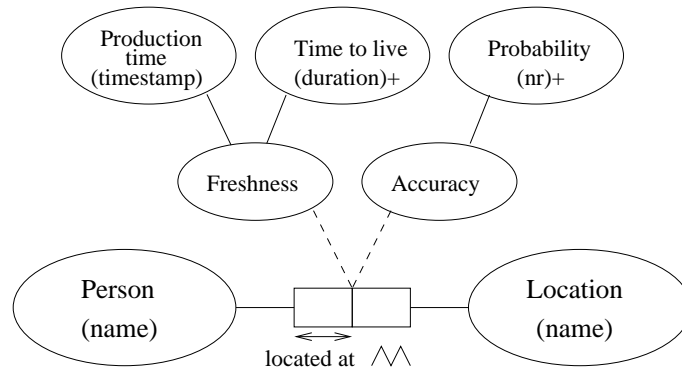 Production
time
(timestamp)
Time to live
(duration)+
Probability
(nr)+
Freshness
Accuracy
Person
(name)
Location
(name)
located at